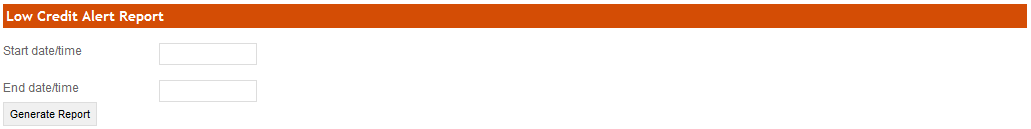 Low Credit Alert Report
Start date/time
End date/time
Generate Report